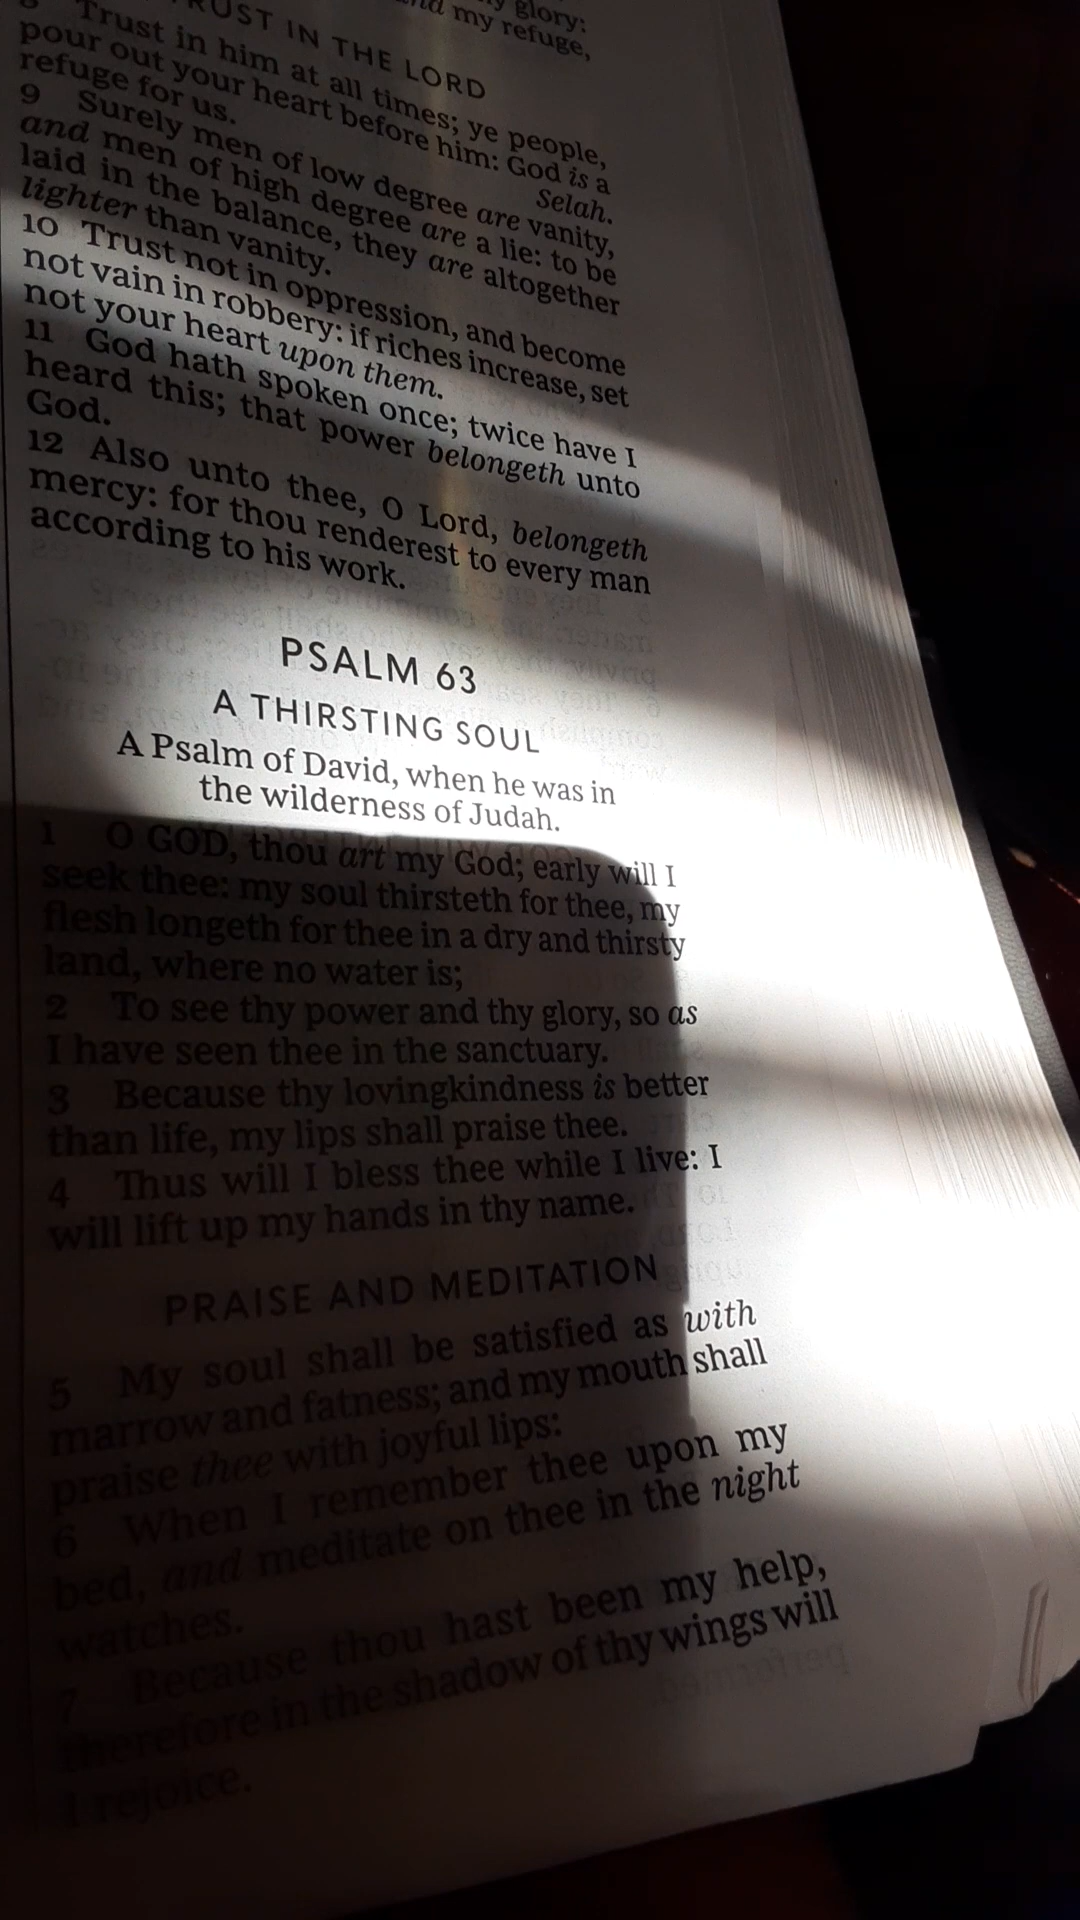 y glory:
nd my refuge,
RUST IN THE LORD
8 Trust in him at all times; ye people,
pour out your heart before him: God is a
refuge for us. Selah.
9 Surely men of low degree are vanity,
and men of high degree are a lie: to be
laid in the balance, they are altogether
lighter than vanity.
10 Trust not in oppression, and become
not vain in robbery: if riches increase, set
not your heart upon them.
11 God hath spoken once; twice have I
heard this; that power belongeth unto
God.
12 Also unto thee, O Lord, belongeth
mercy: for thou renderest to every man
according to his work.
PSALM 63
A THIRSTING SOUL
A Psalm of David, when he was in
the wilderness of Judah.
1 O GOD, thou art my God; early will I
seek thee: my soul thirsteth for thee, my
flesh longeth for thee in a dry and thirsty
land, where no water is;
2 To see thy power and thy glory, so as
I have seen thee in the sanctuary.
3 Because thy lovingkindness is better
than life, my lips shall praise thee.
4 Thus will I bless thee while I live: I
will lift up my hands in thy name.
PRAISE AND MEDITATION
5 My soul shall be satisfied as with
marrow and fatness; and my mouth shall
praise thee with joyful lips:
6 When I remember thee upon my
bed, and meditate on thee in the night
watches.
7 Because thou hast been my help,
therefore in the shadow of thy wings will
I rejoice.